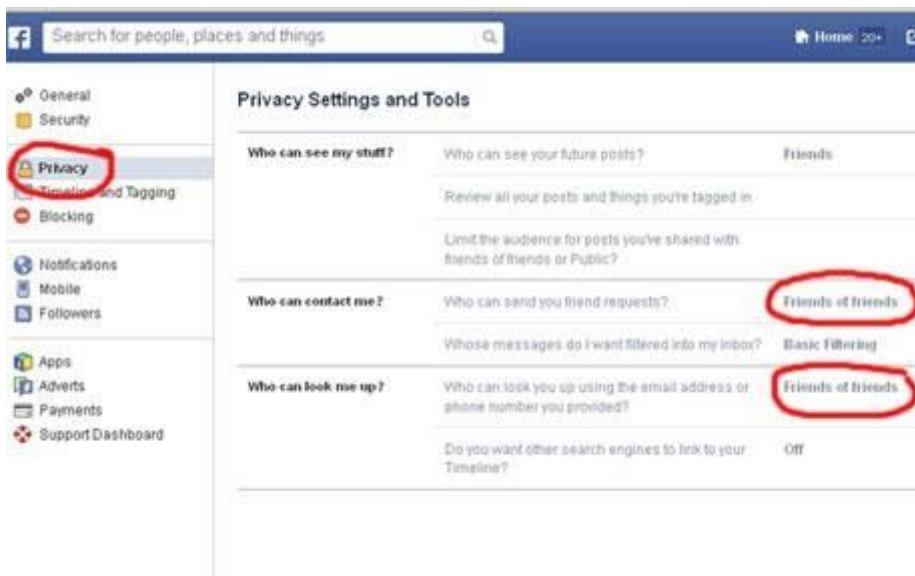 f Search for people, places and things Home 20+
General
Security
Privacy
Timeline and Tagging
Blocking
Notifications
Mobile
Followers
Apps
Adverts
Payments
Support Dashboard
Privacy Settings and Tools
Who can see my stuff? Who can see your future posts? Friends
Review all your posts and things you're tagged in
Limit the audience for posts you've shared with
friends of friends or Public?
Who can contact me? Who can send you friend requests? Friends of friends
Whose messages do I want filtered into my inbox? Basic Filtering
Who can look me up? Who can look you up using the email address or Friends of friends
phone number you provided?
Do you want other search engines to link to your Off
Timeline?